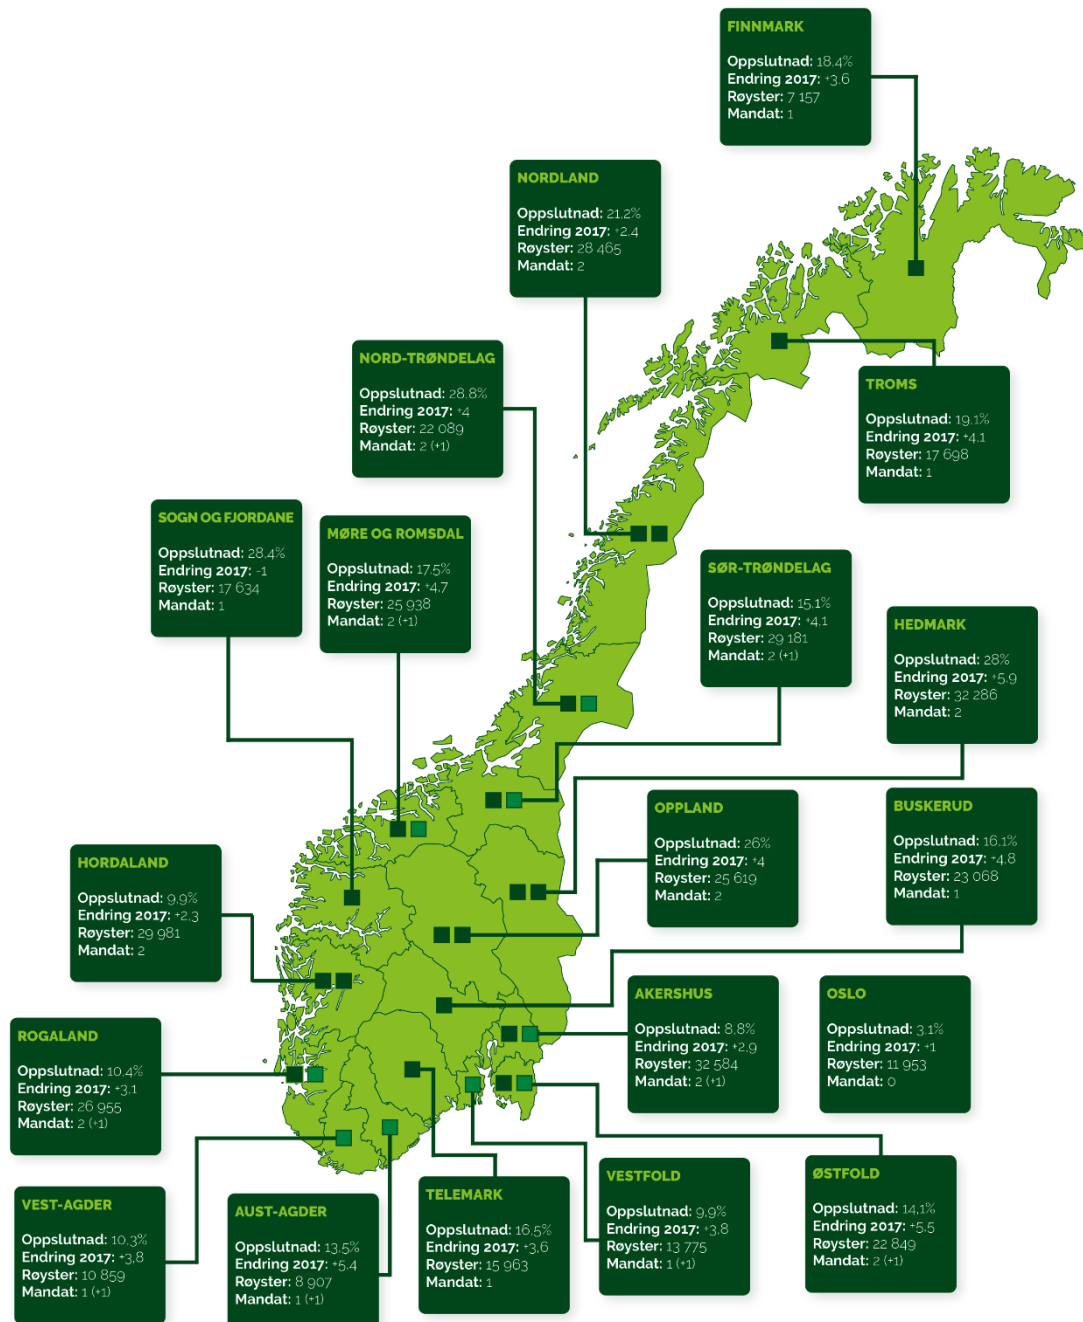 FINNMARK
Oppslutnad: 18.4%
Endring 2017: +3.6
Røyster: 7 157
Mandat: 1
NORDLAND
Oppslutnad: 21,2%
Endring 2017: +2.4
Røyster: 28 465
Mandat: 2
NORD-TRØNDELAG
Oppslutnad: 28.8%
Endring 2017: +4
Røyster: 22 089
Mandat: 2 (+1)
TROMS
Oppslutnad: 19.1%
Endring 2017: +4,1
Røyster: 17 698
Mandat: 1
SOGN OG FJORDANE
Oppslutnad: 28.4%
Endring 2017: -1
Røyster: 17 634
Mandat: 1
MØRE OG ROMSDAL
Oppslutnad: 17.5%
Endring 2017: +4,7
Røyster: 25 938
Mandat: 2 (+1)
SØR-TRØNDELAG
Oppslutnad: 15,1%
Endring 2017: +4,1
Røyster: 29 181
Mandat: 2 (+1)
HEDMARK
Oppslutnad: 28%
Endring 2017: +5,9
Røyster: 32 286
Mandat: 2
OPPLAND
Oppslutnad: 26%
Endring 2017: +4
Røyster: 25 619
Mandat: 2
BUSKERUD
Oppslutnad: 16,1%
Endring 2017: +4,8
Røyster: 23 068
Mandat: 1
HORDALAND
Oppslutnad: 9,9%
Endring 2017: +2,3
Røyster: 29 981
Mandat: 2
AKERSHUS
Oppslutnad: 8,8%
Endring 2017: +2,9
Røyster: 32 584
Mandat: 2 (+1)
OSLO
Oppslutnad: 3,1%
Endring 2017: +1
Røyster: 11 953
Mandat: 0
ROGALAND
Oppslutnad: 10,4%
Endring 2017: +3,1
Røyster: 26 955
Mandat: 2 (+1)
VEST-AGDER
Oppslutnad: 10,3%
Endring 2017: +3,8
Røyster: 10 859
Mandat: 1 (+1)
AUST-AGDER
Oppslutnad: 13,5%
Endring 2017: +5,4
Røyster: 8 907
Mandat: 1 (+1)
TELEMARK
Oppslutnad: 16,5%
Endring 2017: +3,6
Røyster: 15 963
Mandat: 1
VESTFOLD
Oppslutnad: 9,9%
Endring 2017: +3,8
Røyster: 13 775
Mandat: 1 (+1)
ØSTFOLD
Oppslutnad: 14,1%
Endring 2017: +5,5
Røyster: 22 849
Mandat: 2 (+1)